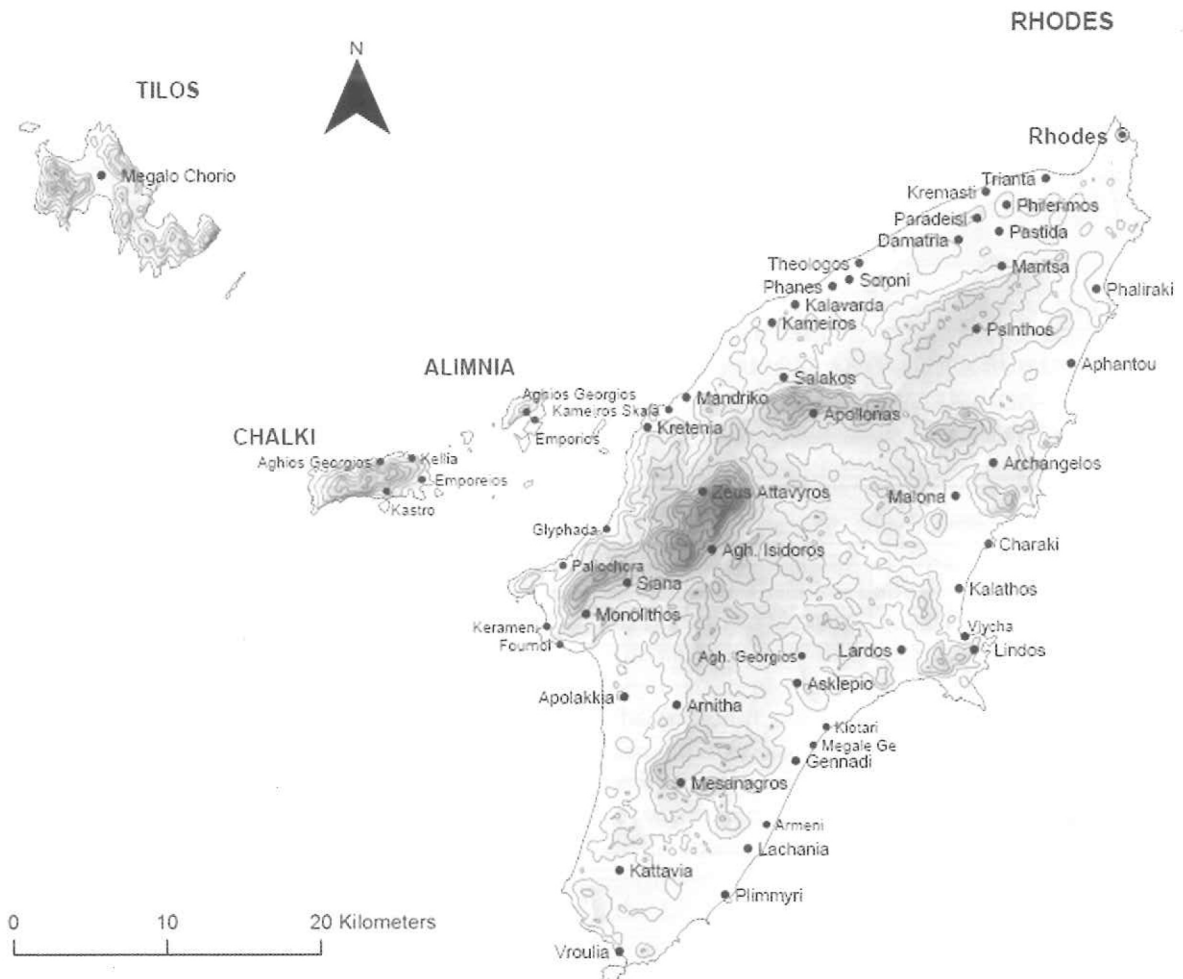 RHODES
N
TILOS
Rhodes
Megalo Chorio
Trianta
Kremasti
Philerimos
Paradeisi
Pastida
Damatria
Theologos
Maritsa
Soroni
Phanes
Phaliraki
Kalavarda
Kameiros
Psinthos
ALIMNIA
Aphantou
Salakos
Aghios Georgios
Mandriko
Kameiros Skala
Apollonas
Kretenia
CHALKI
Emporios
Kellia
Aghios Georgios
Archangelos
Emporeios
Zeus Attavyros
Malona
Kastro
Glyphada
Charaki
Agh. Isidoros
Paliochora
Siana
Kalathos
Monolithos
Kerameni
Vlycha
Fournoi
Lardos
Lindos
Agh. Georgios
Asklepio
Apolakkia
Arnitha
Kiotari
Megale Ge
Gennadi
Mesanagros
Armeni
Lachania
Kattavia
Plimmyri
0 10 20 Kilometers
Vroulia